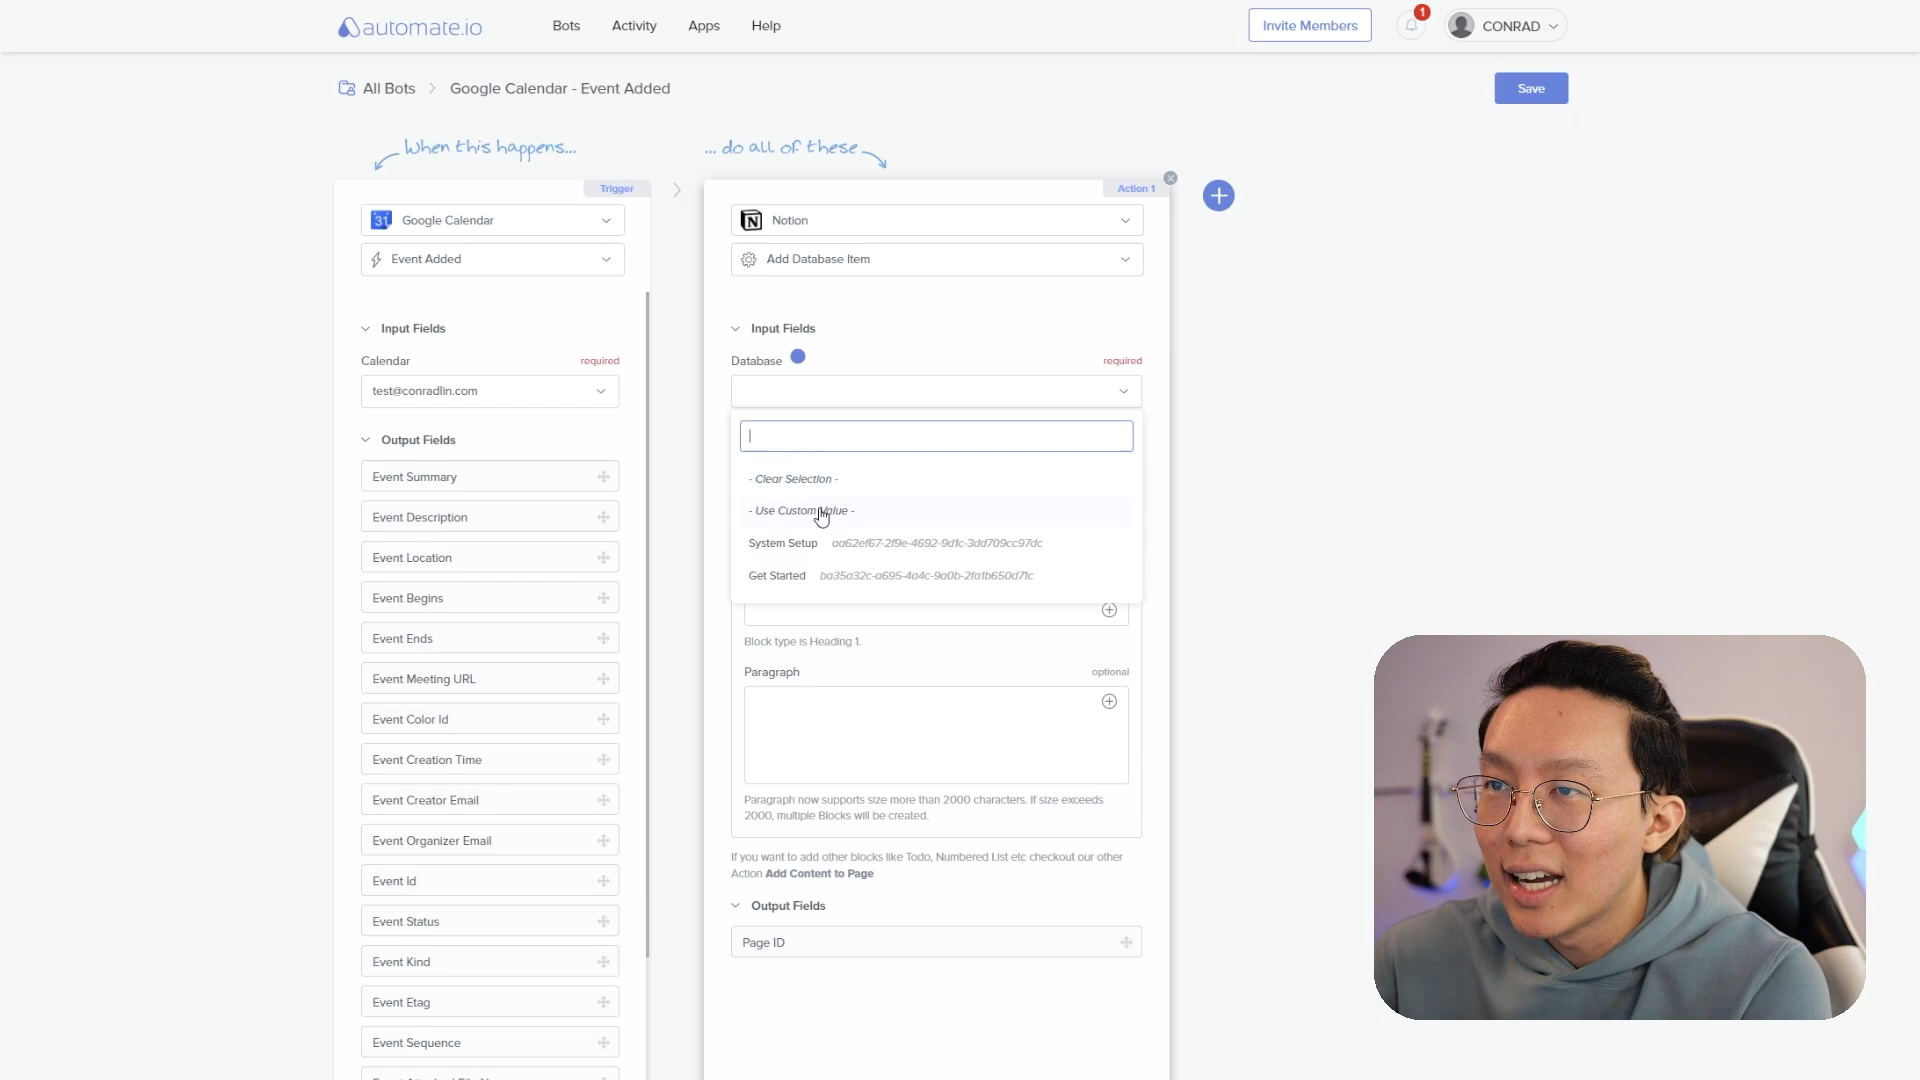 automate.io
Bots
Activity
Apps
Help
Invite Members
1
CONRAD
All Bots
Google Calendar - Event Added
Save
When this happens...
... do all of these
Trigger
Action 1
31 Google Calendar
Event Added
N Notion
Add Database Item
Input Fields
Calendar required
test@conradlin.com
Output Fields
Event Summary
Event Description
Event Location
Event Begins
Event Ends
Event Meeting URL
Event Color Id
Event Creation Time
Event Creator Email
Event Organizer Email
Event Id
Event Status
Event Kind
Event Etag
Event Sequence
Input Fields
Database required
- Clear Selection -
- Use Custom Value -
System Setup aa62ef67-2f9e-4692-9d1c-3dd709cc97dc
Get Started ba35a32c-a695-4a4c-9a0b-2fa1b650d71c
Block type is Heading 1.
Paragraph optional
Paragraph now supports size more than 2000 characters. If size exceeds
2000, multiple Blocks will be created.
If you want to add other blocks like Todo, Numbered List etc checkout our other
Action Add Content to Page
Output Fields
Page ID